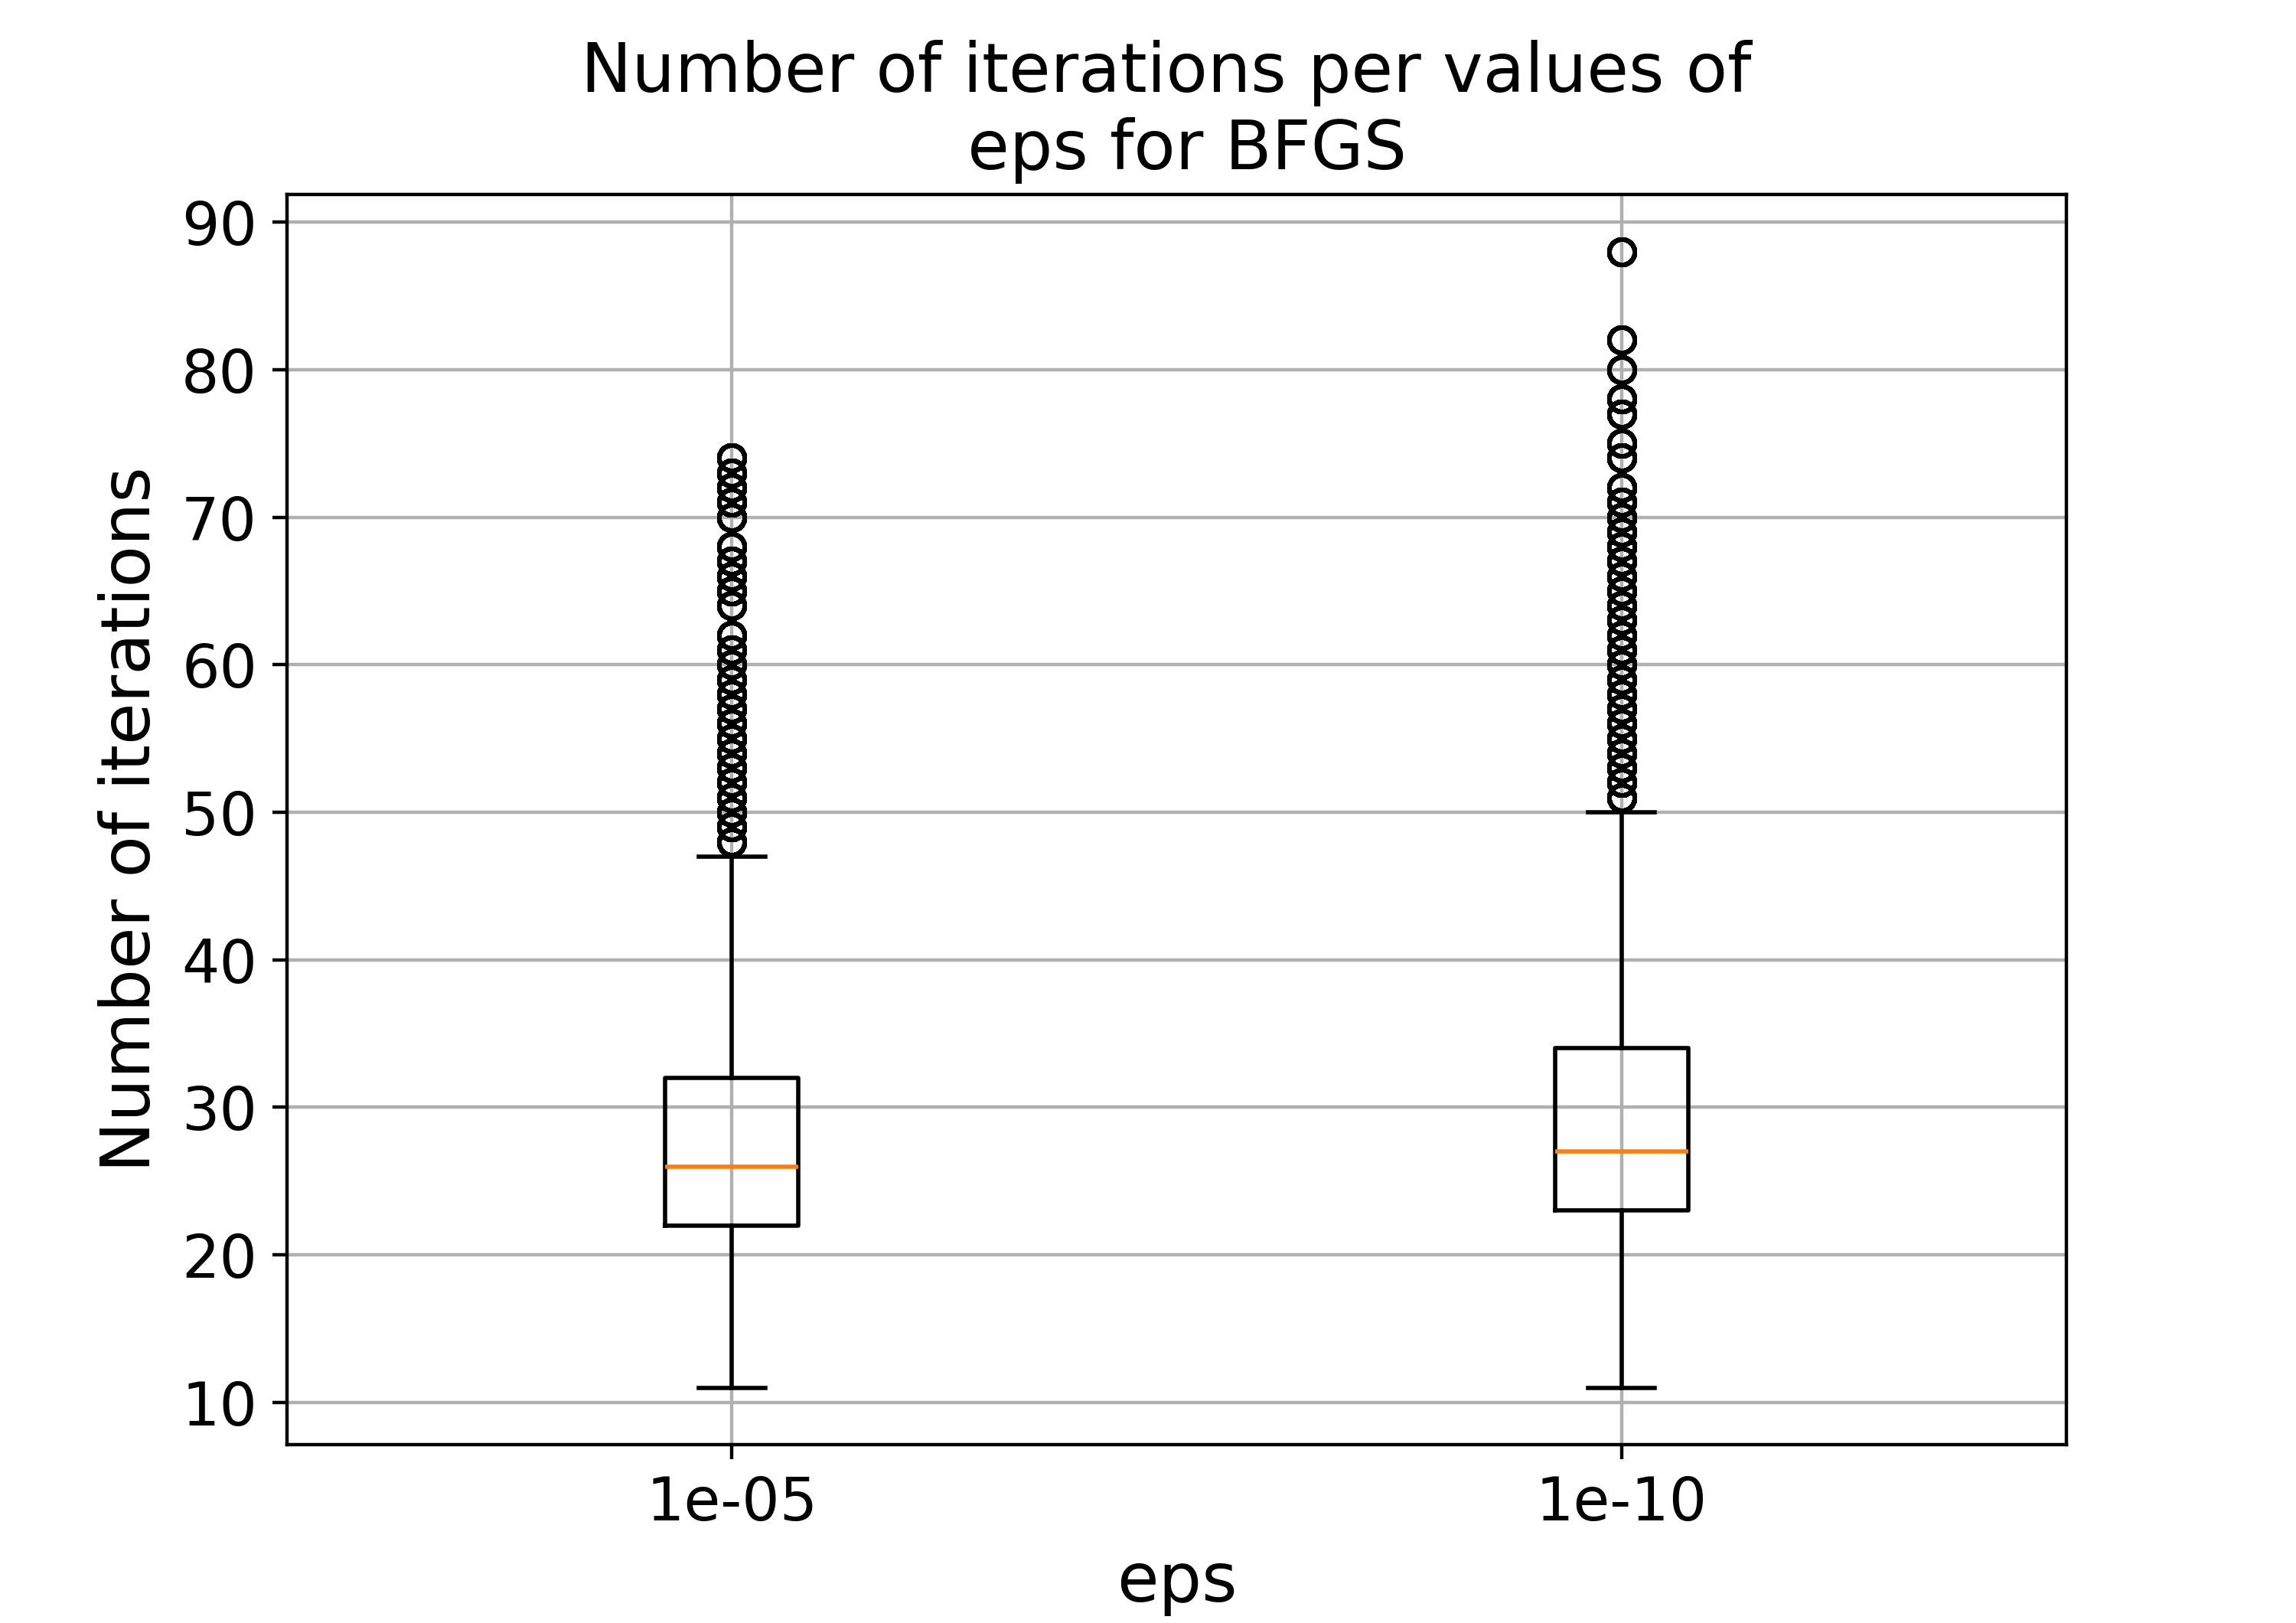 Number of iterations per values of
eps for BFGS
Number of iterations
90
80
70
60
50
40
30
20
10
1e-05 1e-10
eps